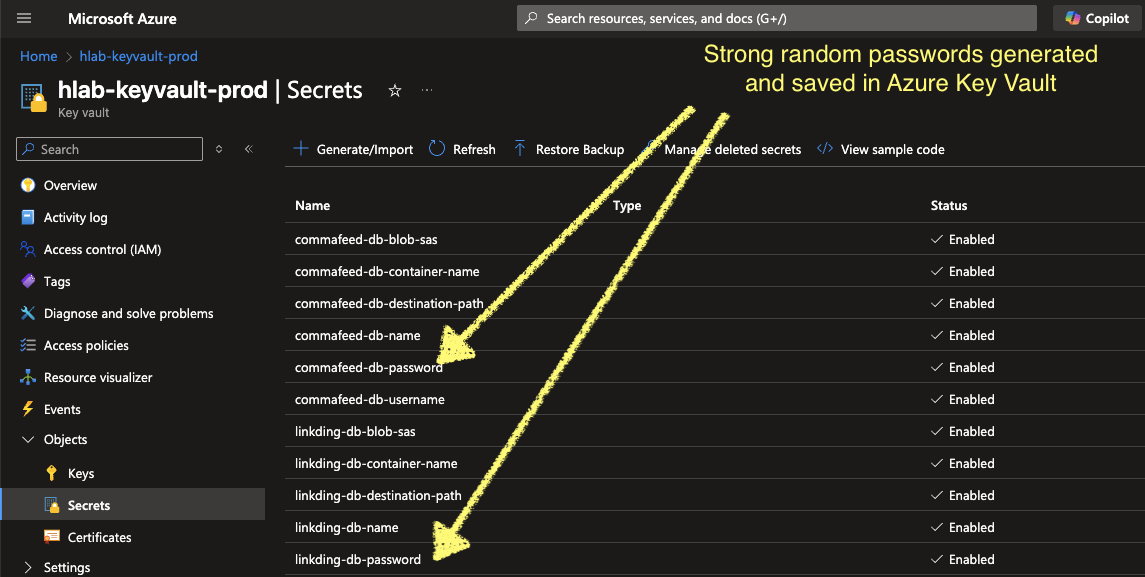 Microsoft Azure
Search resources, services, and docs (G+/)
Copilot
Home > hlab-keyvault-prod
Strong random passwords generated
and saved in Azure Key Vault
hlab-keyvault-prod | Secrets
Key vault
Search
Generate/Import
Refresh
Restore Backup
Manage deleted secrets
View sample code
Overview
Activity log
Access control (IAM)
Tags
Diagnose and solve problems
Access policies
Resource visualizer
Events
Objects
Keys
Secrets
Certificates
Settings
Name Type Status
commafeed-db-blob-sas Enabled
commafeed-db-container-name Enabled
commafeed-db-destination-path Enabled
commafeed-db-name Enabled
commafeed-db-password Enabled
commafeed-db-username Enabled
linkding-db-blob-sas Enabled
linkding-db-container-name Enabled
linkding-db-destination-path Enabled
linkding-db-name Enabled
linkding-db-password Enabled